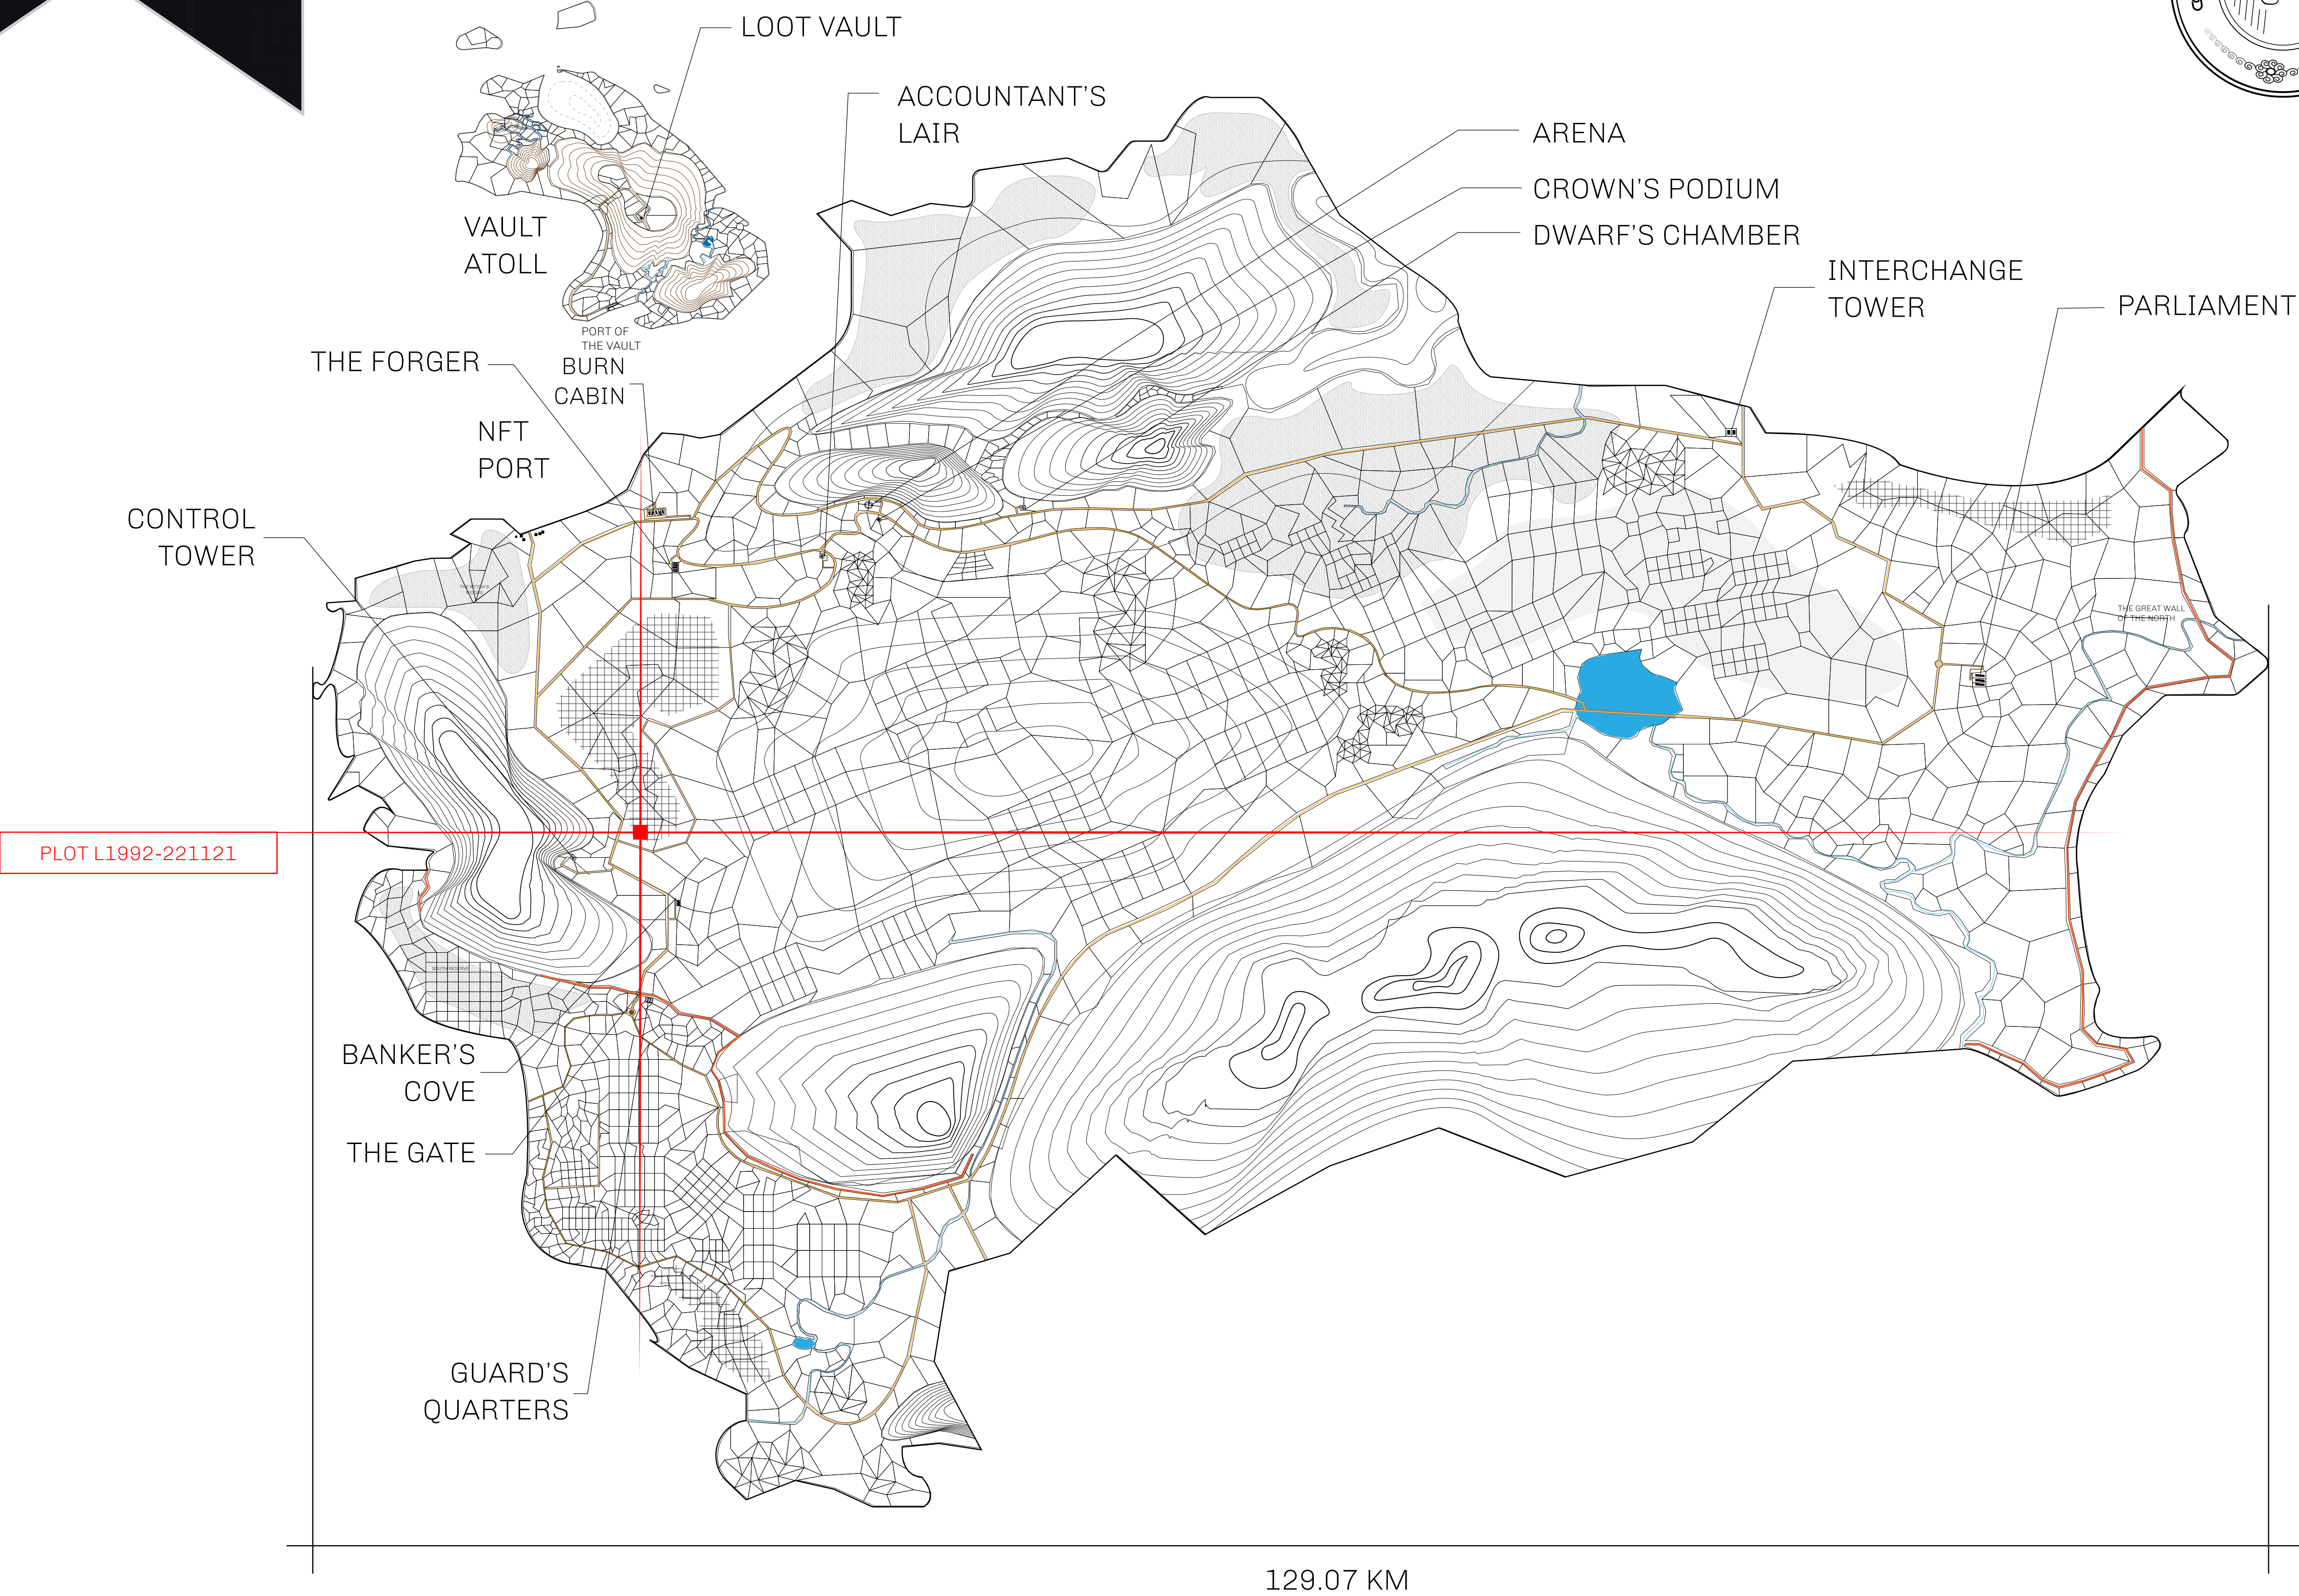 LOOT VAULT
ACCOUNTANT'S
LAIR
ARENA
CROWN'S PODIUM
DWARF'S CHAMBER
VAULT
ATOLL
INTERCHANGE
TOWER
PARLIAMENT
PORT OF
THE VAULT
THE FORGER
BURN
CABIN
NFT
PORT
CONTROL
TOWER
THE GREAT WALL
OF THE NORTH
PLOT L1992-221121
SOUTH RESERVE
BANKER'S
COVE
THE GATE
GUARD'S
QUARTERS
129.07 KM